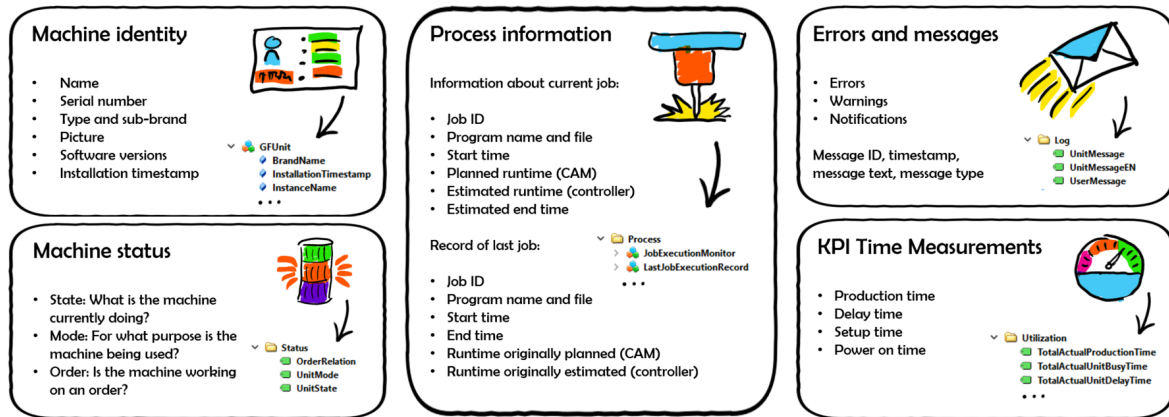 Machine identity
• Name
• Serial number
• Type and sub-brand
• Picture
• Software versions
• Installation timestamp
GFUnit
BrandName
InstallationTimestamp
InstanceName
• • •
Machine status
• State: What is the machine
currently doing?
• Mode: For what purpose is the
machine being used?
• Order: Is the machine working
on an order?
Status
OrderRelation
UnitMode
UnitState
Process information
Information about current job:
• Job ID
• Program name and file
• Start time
• Planned runtime (CAM)
• Estimated runtime (controller)
• Estimated end time
Record of last job:
• Job ID
• Program name and file
• Start time
• End time
• Runtime originally planned (CAM)
• Runtime originally estimated (controller)
Process
JobExecutionMonitor
LastJobExecutionRecord
• • •
Errors and messages
• Errors
• Warnings
• Notifications
Message ID, timestamp,
message text, message type
Log
UnitMessage
UnitMessageEN
UserMessage
KPI Time Measurements
• Production time
• Delay time
• Setup time
• Power on time
Utilization
TotalActualProductionTime
TotalActualUnitBusyTime
TotalActualUnitDelayTime
• • •